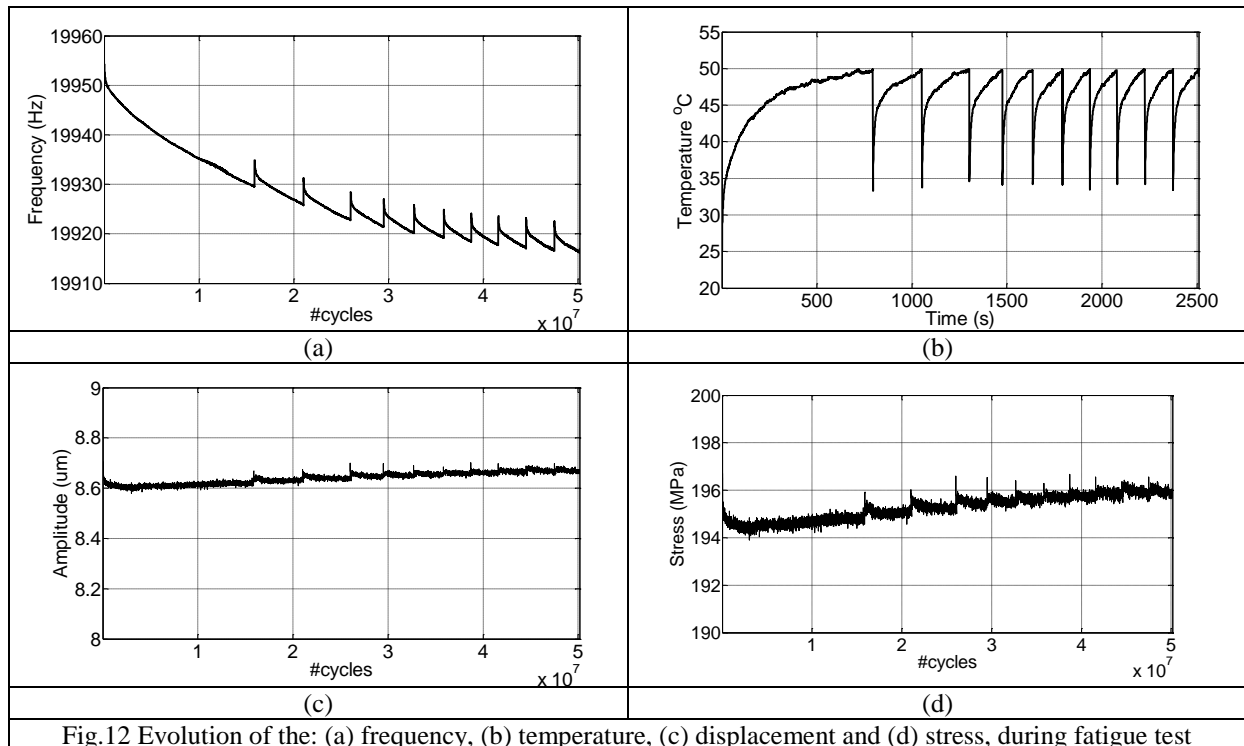 19960
19950
19940
19930
19920
19910
Frequency (Hz)
1 2 3 4 5
#cycles
x 10^7
50
45
40
35
30
25
20
Temperature °C
500 1000 1500 2000 2500
Time (s)
(a) (b)
9
8.8
8.6
8.4
8.2
8
Amplitude (um)
1 2 3 4 5
#cycles
x 10^7
200
198
196
194
192
190
Stress (MPa)
1 2 3 4 5
#cycles
x 10^7
(c) (d)
Fig.12 Evolution of the: (a) frequency, (b) temperature, (c) displacement and (d) stress, during fatigue test